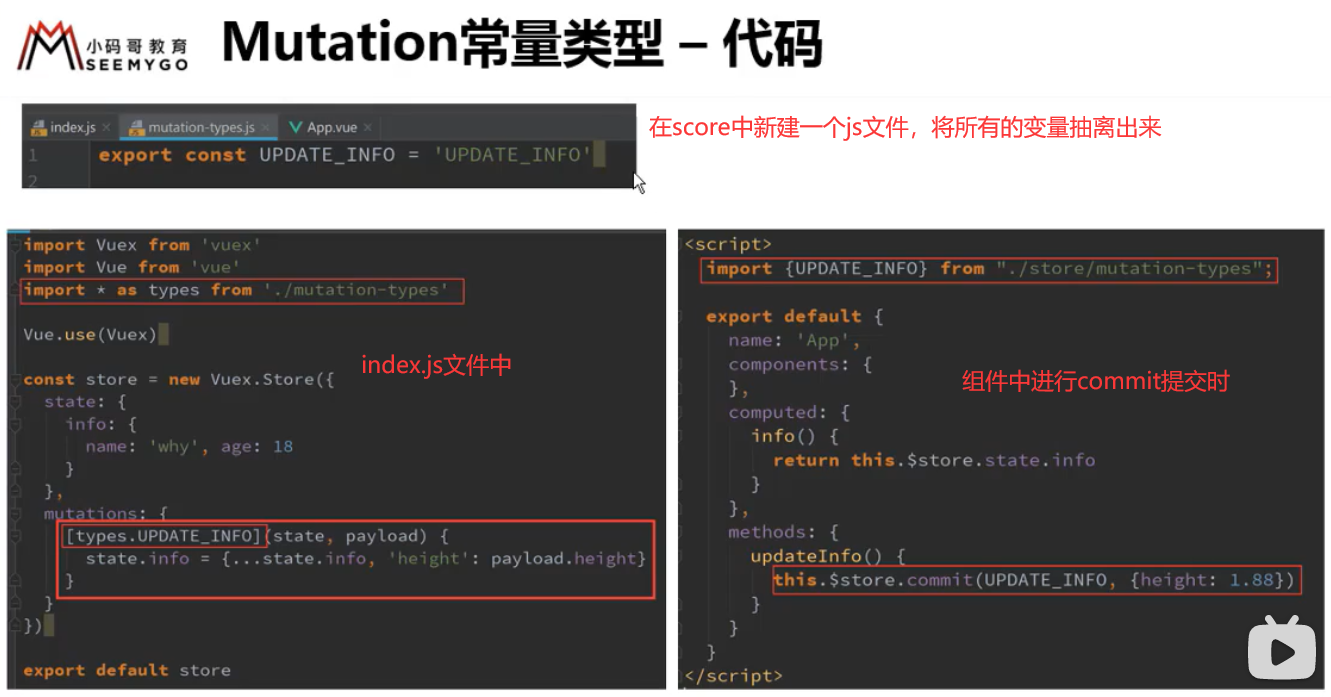 小码哥教育
SEEMYGO
Mutation常量类型 – 代码
index.js × mutation-types.js × App.vue ×
1 export const UPDATE_INFO = 'UPDATE_INFO'
2
在score中新建一个js文件，将所有的变量抽离出来
import Vuex from 'vuex'
import Vue from 'vue'
import * as types from './mutation-types'
Vue.use(Vuex)
index.js文件中
const store = new Vuex.Store({
state: {
info: {
name: 'why', age: 18
}
},
mutations: {
[types.UPDATE_INFO](state, payload) {
state.info = {...state.info, 'height': payload.height}
}
}
})
export default store
<script>
import {UPDATE_INFO} from "./store/mutation-types";
export default {
name: 'App',
components: {
},
组件中进行commit提交时
computed: {
info() {
return this.$store.state.info
}
},
methods: {
updateInfo() {
this.$store.commit(UPDATE_INFO, {height: 1.88})
}
}
}
</script>